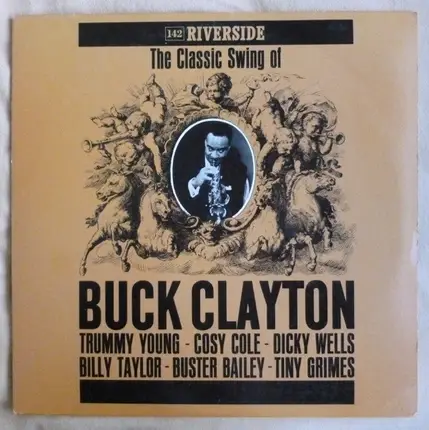 142 RIVERSIDE
The Classic Swing of
BUCK CLAYTON
TRUMMY YOUNG - COSY COLE - DICKY WELLS
BILLY TAYLOR - BUSTER BAILEY - TINY GRIMES